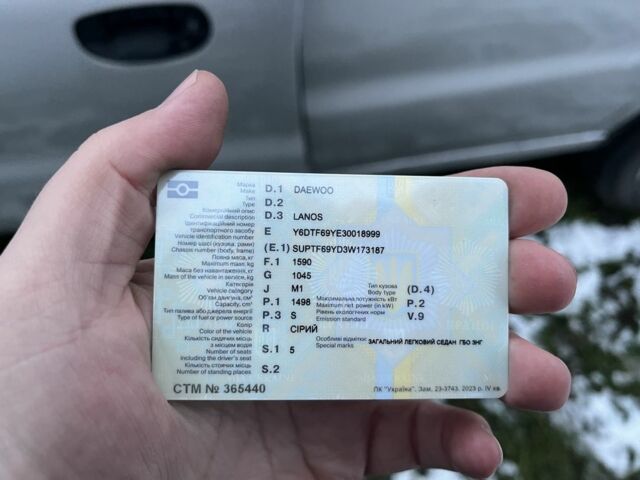 Марка D.1 DAEWOO
Make
Тип D.2
Type
Комерційний опис D.3 LANOS
Commercial description
Ідентифікаційний номер
транспортного засобу E Y6DTF69YE30018999
Vehicle identification number
Номер шасі (кузова, рами) (E.1) SUPTF69YD3W173187
Chassis number (body, frame)
Повна маса, кг F.1 1590
Maximum mass, kg
Маса без навантаження, кг G 1045
Mass of the vehicle in service, kg
Категорія J M1 Тип кузова (D.4)
Vehicle category Body type
Об'єм двигуна, см³ P.1 1498 Максимальна потужність кВт P.2
Capacity, cm³ Maximum net. power (in kW)
Тип палива або джерела енергії P.3 S Рівень екологічних норм V.9
Type of fuel or power source Emission standard
Колір R СІРИЙ
Color of the vehicle
Кількість сидячих місць Особливі відмітки ЗАГАЛЬНИЙ ЛЕГКОВИЙ СЕДАН ГБО ЗНГ
з місцем водія Special marks
Number of seats S.1 5
including the driver's seat
Кількість стоячих місць S.2
Number of standing places
СТМ № 365440
ПК "Україна". Зам. 23-3743. 2023 р. IV кв.